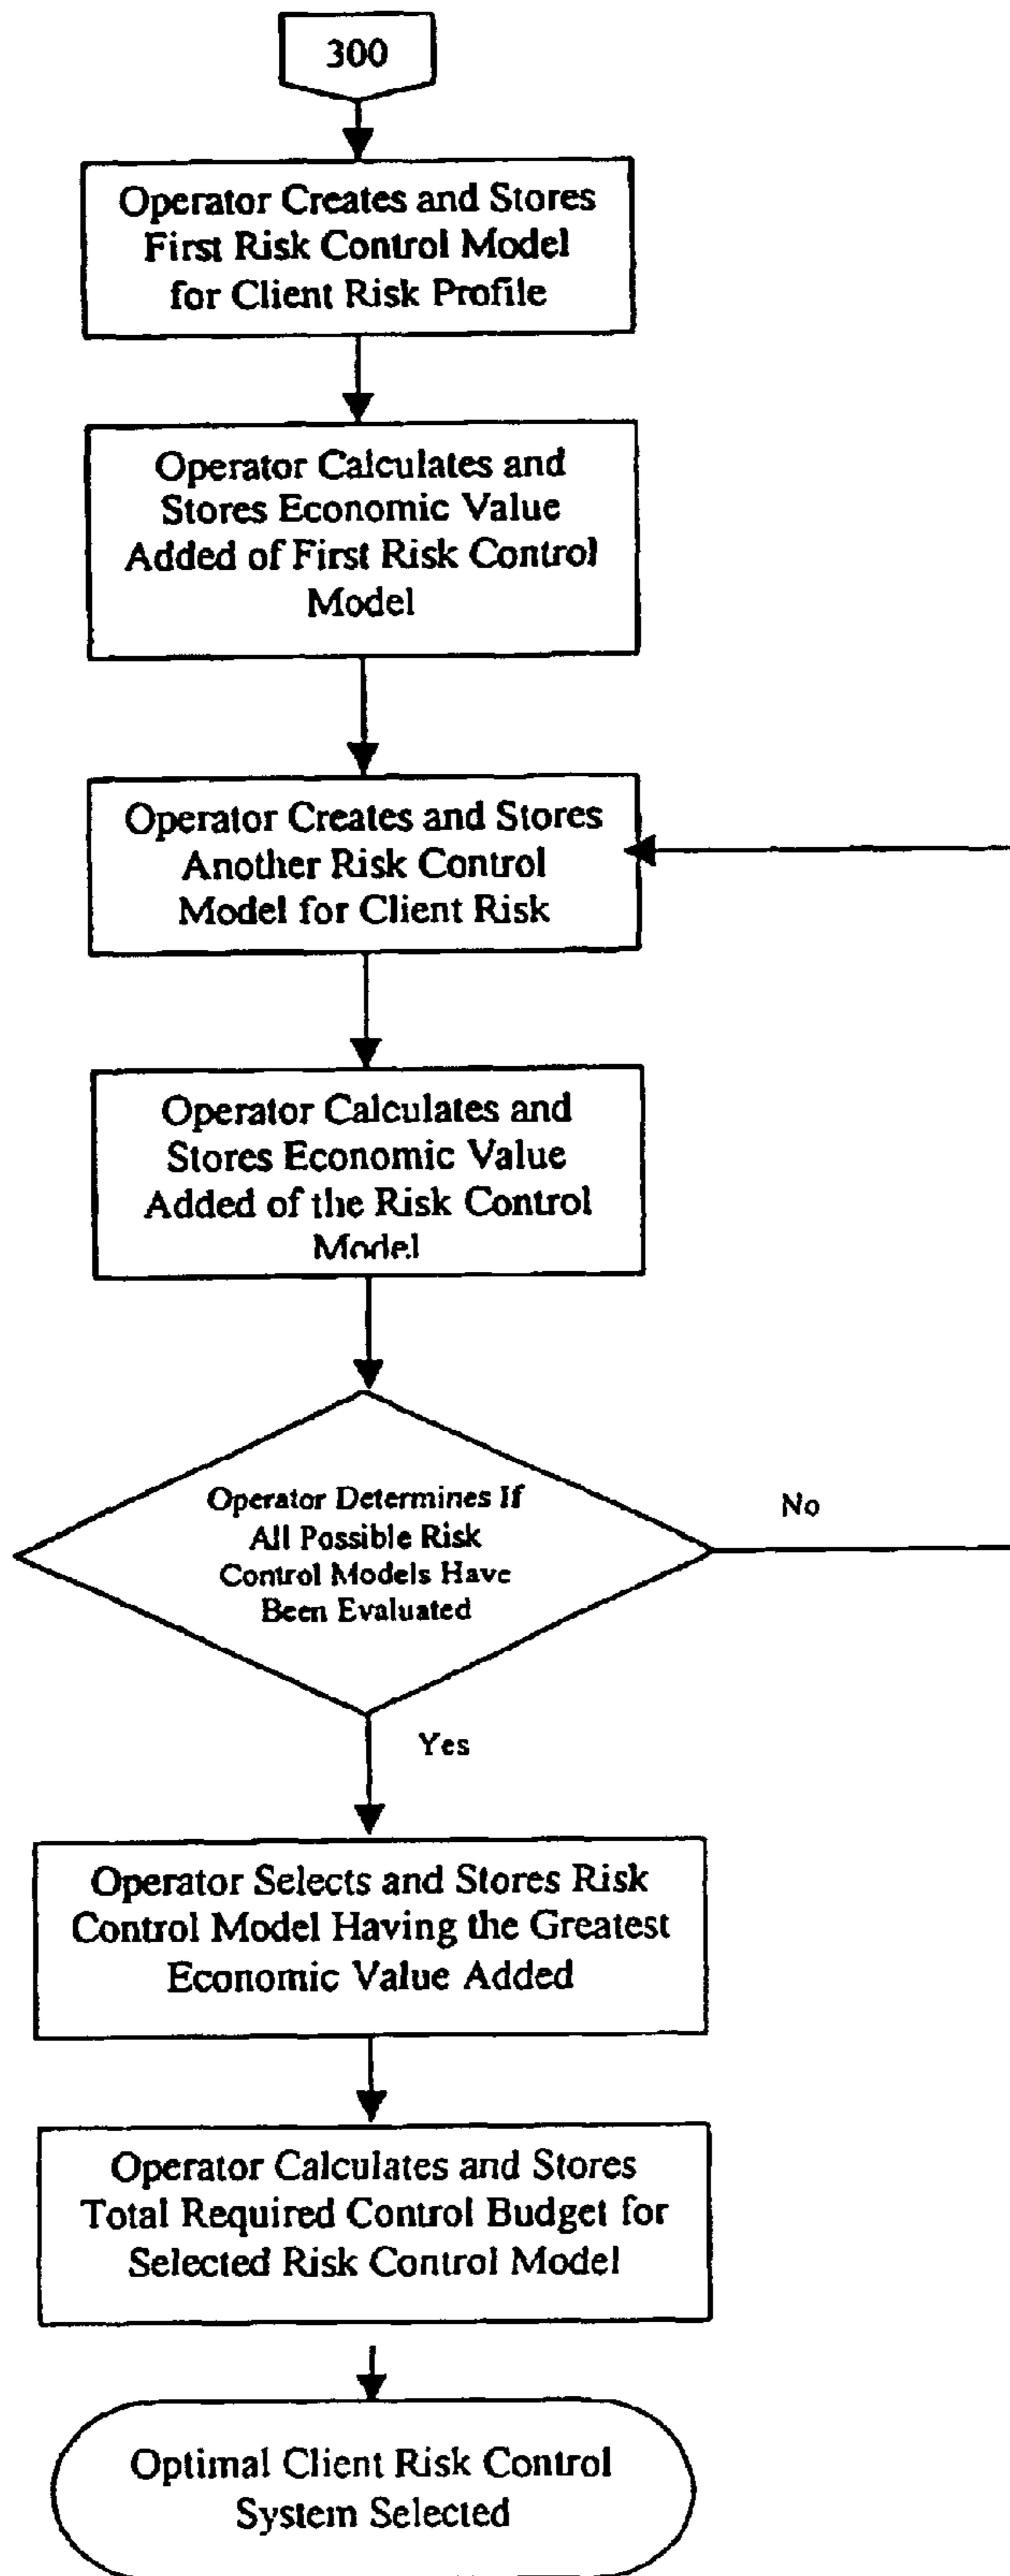 300
Operator Creates and Stores
First Risk Control Model
for Client Risk Profile
Operator Calculates and
Stores Economic Value
Added of First Risk Control
Model
Operator Creates and Stores
Another Risk Control
Model for Client Risk
Operator Calculates and
Stores Economic Value
Added of the Risk Control
Model
Operator Determines If
All Possible Risk
Control Models Have
Been Evaluated
No
Yes
Operator Selects and Stores Risk
Control Model Having the Greatest
Economic Value Added
Operator Calculates and Stores
Total Required Control Budget for
Selected Risk Control Model
Optimal Client Risk Control
System Selected